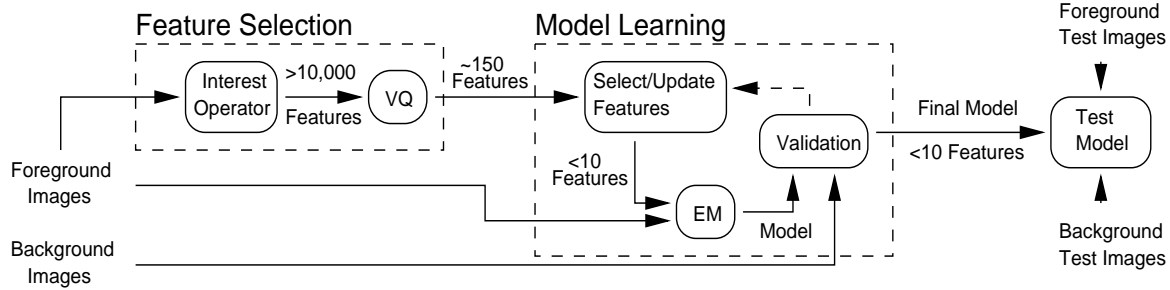 Feature Selection
Model Learning
Foreground
Test Images
Interest
Operator
>10,000
Features
VQ
~150
Features
Select/Update
Features
Validation
Final Model
<10 Features
Test
Model
<10
Features
EM
Model
Foreground
Images
Background
Images
Background
Test Images